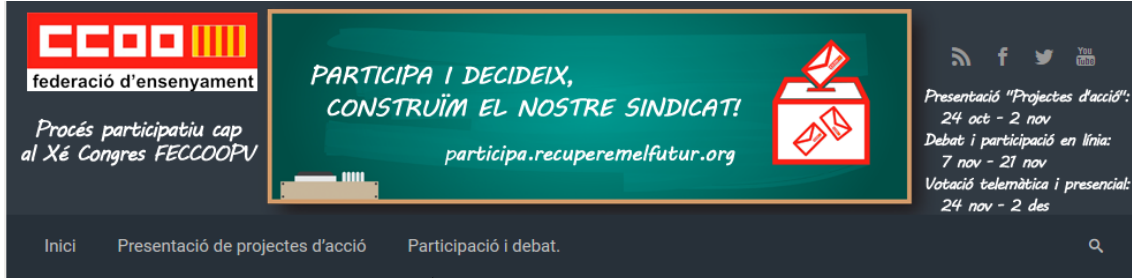 CCOO
federació d'ensenyament
Procés participatiu cap
al Xé Congres FECCOOPV
PARTICIPA I DECIDEIX,
CONSTRUÏM EL NOSTRE SINDICAT!
participa.recuperemelfutur.org
You
Tube
Presentació "Projectes d'acció":
24 oct - 2 nov
Debat i participació en línia:
7 nov - 21 nov
Votació telemàtica i presencial:
24 nov - 2 des
Inici Presentació de projectes d'acció Participació i debat.